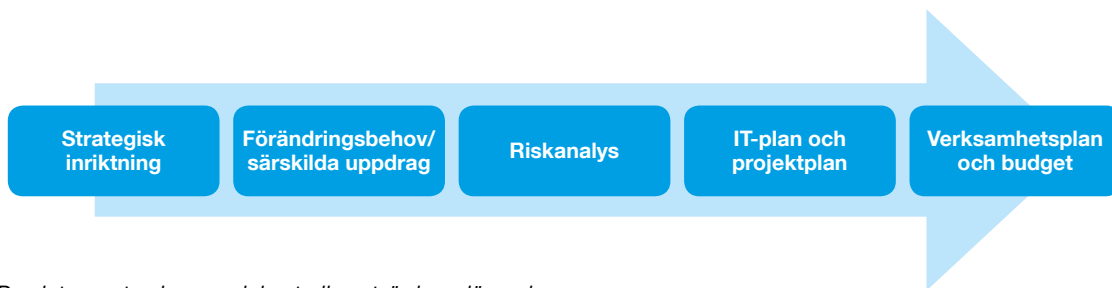 Strategisk
inriktning
Förändringsbehov/
särskilda uppdrag
Riskanalys
IT-plan och
projektplan
Verksamhetsplan
och budget